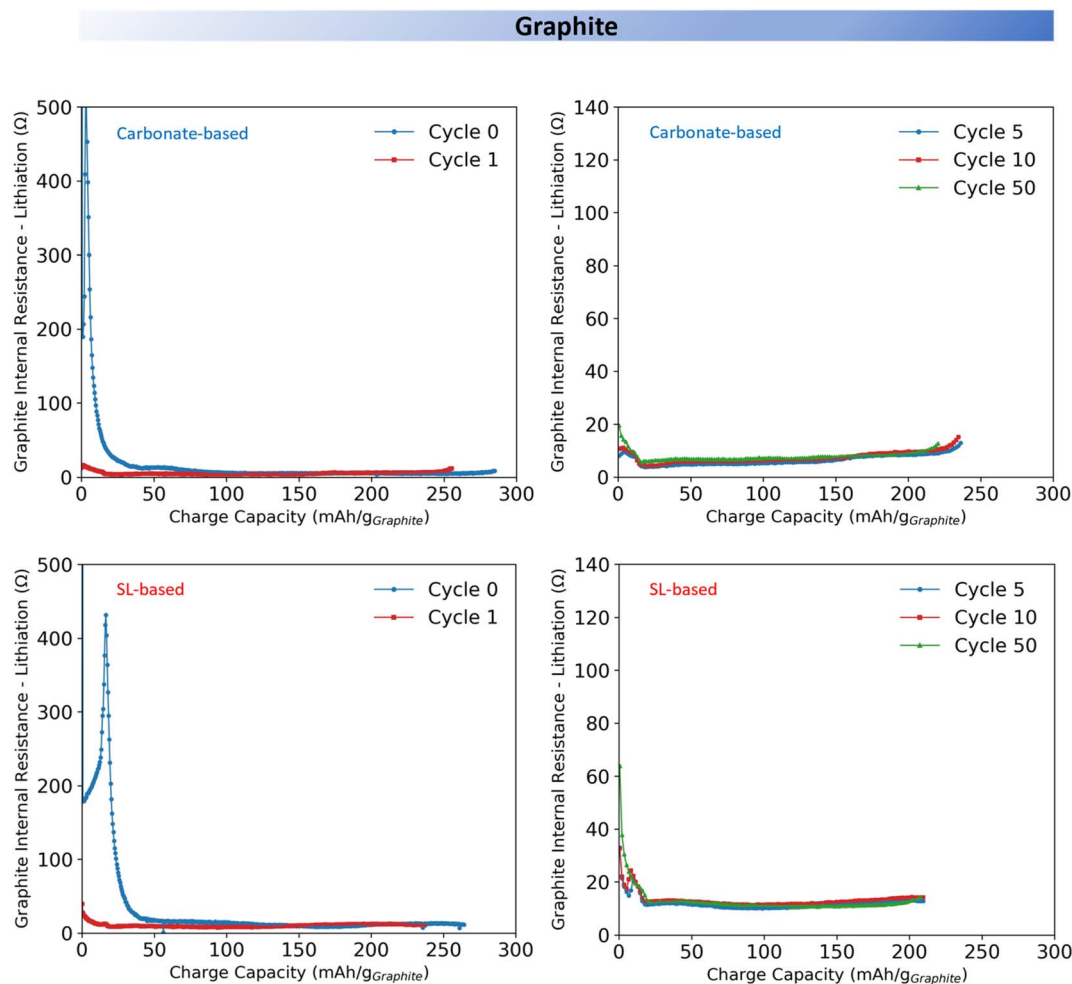 Graphite
Graphite Internal Resistance - Lithiation (Ω)
500
400
300
200
100
0
Carbonate-based
Cycle 0
Cycle 1
0 50 100 150 200 250 300
Charge Capacity (mAh/gGraphite)
Graphite Internal Resistance - Lithiation (Ω)
140
120
100
80
60
40
20
0
Carbonate-based
Cycle 5
Cycle 10
Cycle 50
0 50 100 150 200 250 300
Charge Capacity (mAh/gGraphite)
Graphite Internal Resistance - Lithiation (Ω)
500
400
300
200
100
0
SL-based
Cycle 0
Cycle 1
0 50 100 150 200 250 300
Charge Capacity (mAh/gGraphite)
Graphite Internal Resistance - Lithiation (Ω)
140
120
100
80
60
40
20
0
SL-based
Cycle 5
Cycle 10
Cycle 50
0 50 100 150 200 250 300
Charge Capacity (mAh/gGraphite)